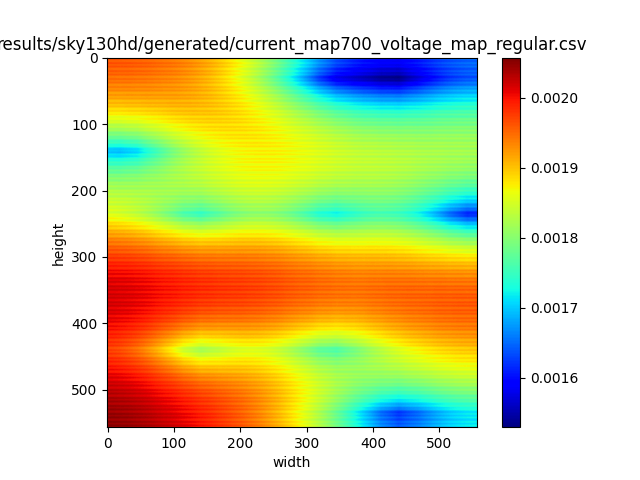 results/sky130hd/generated/current_map700_voltage_map_regular.csv
0
100
200
300
400
500
height
0 100 200 300 400 500
width
0.0020
0.0019
0.0018
0.0017
0.0016